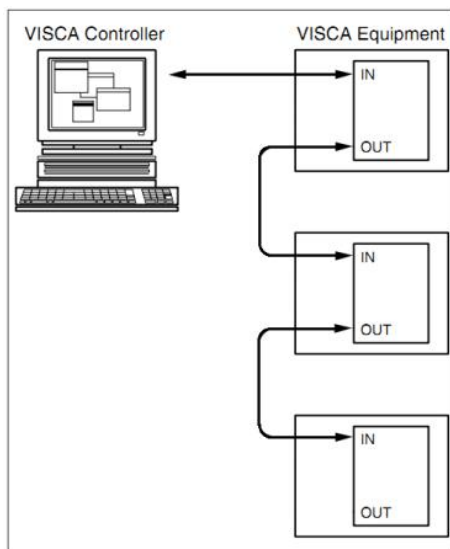 VISCA Controller
VISCA Equipment
IN
OUT
IN
OUT
IN
OUT